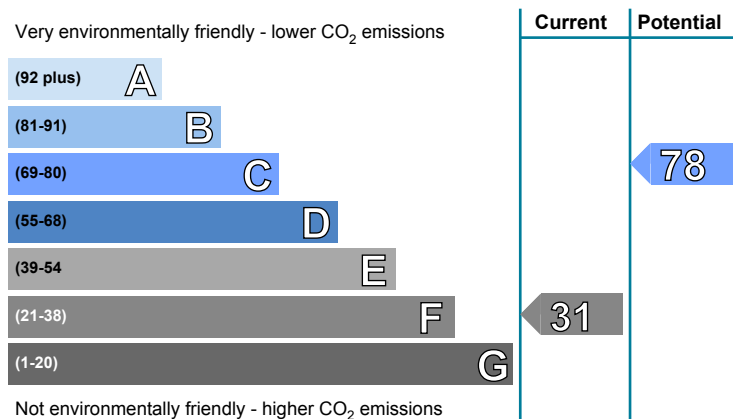 Current Potential
Very environmentally friendly - lower CO₂ emissions
(92 plus) A
(81-91) B
(69-80) C
78
(55-68) D
(39-54 E
(21-38) F
31
(1-20) G
Not environmentally friendly - higher CO₂ emissions